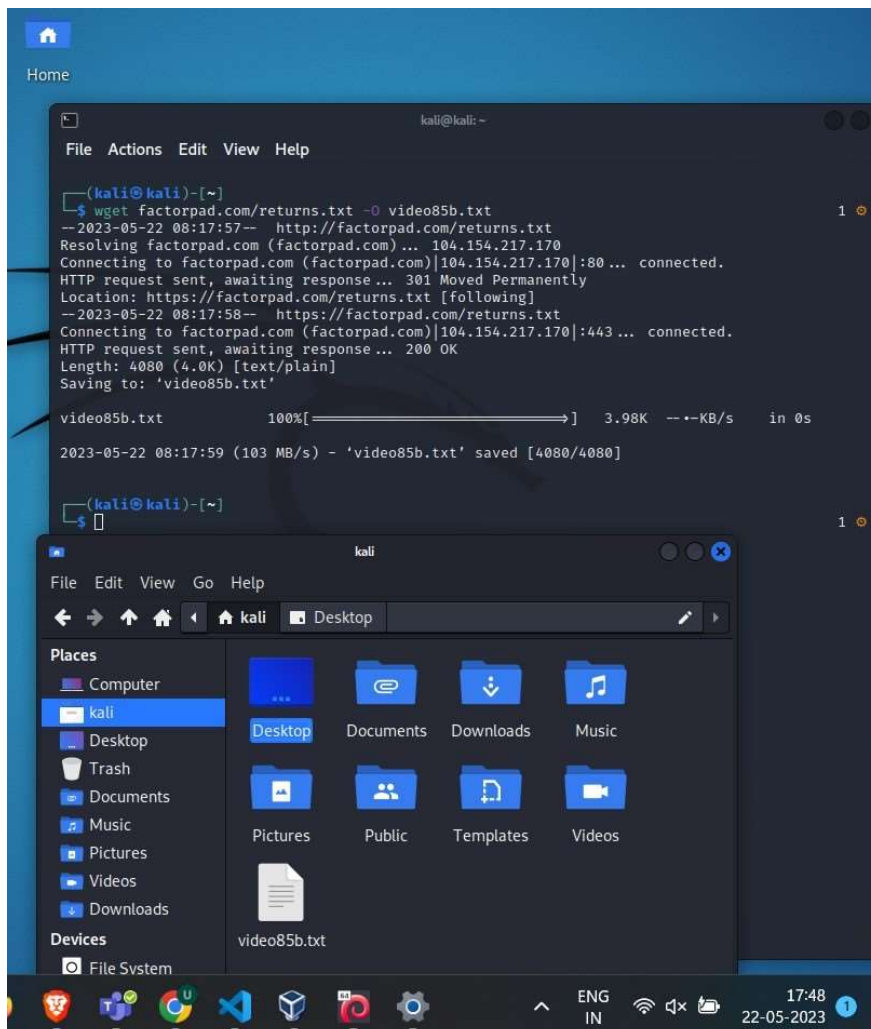 Home
kali@kali: ~
File Actions Edit View Help
(kali㉿kali)-[~]
$ wget factorpad.com/returns.txt -O video85b.txt 1
--2023-05-22 08:17:57-- http://factorpad.com/returns.txt
Resolving factorpad.com (factorpad.com)... 104.154.217.170
Connecting to factorpad.com (factorpad.com)|104.154.217.170|:80... connected.
HTTP request sent, awaiting response... 301 Moved Permanently
Location: https://factorpad.com/returns.txt [following]
--2023-05-22 08:17:58-- https://factorpad.com/returns.txt
Connecting to factorpad.com (factorpad.com)|104.154.217.170|:443... connected.
HTTP request sent, awaiting response... 200 OK
Length: 4080 (4.0K) [text/plain]
Saving to: ‘video85b.txt’
video85b.txt 100%[===================>] 3.98K --.-KB/s in 0s
2023-05-22 08:17:59 (103 MB/s) - ‘video85b.txt’ saved [4080/4080]
(kali㉿kali)-[~]
$ 1
kali
File Edit View Go Help
kali Desktop
Places
Computer
kali
Desktop
Trash
Documents
Music
Pictures
Videos
Downloads
Devices
File System
Desktop Documents Downloads Music
Pictures Public Templates Videos
video85b.txt
U
64
ENG
IN
17:48
22-05-2023
1